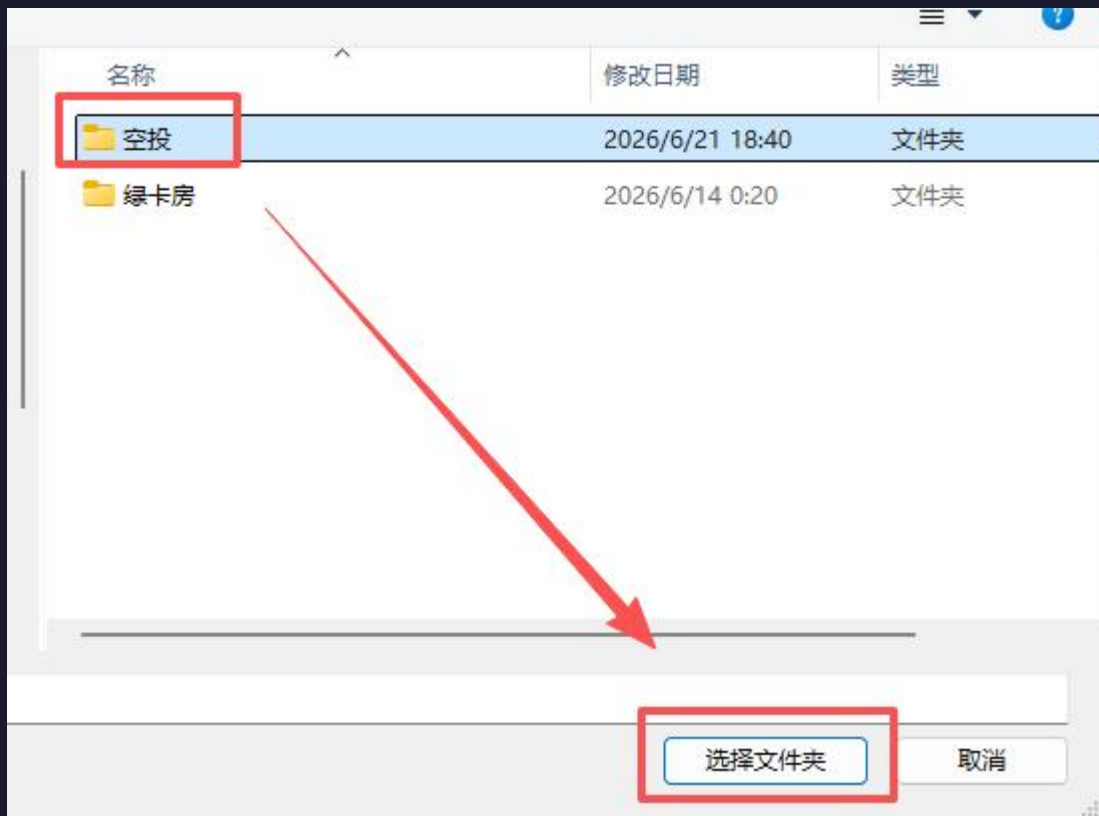 ?
名称 修改日期 类型
空投 2026/6/21 18:40 文件夹
绿卡房 2026/6/14 0:20 文件夹
选择文件夹 取消